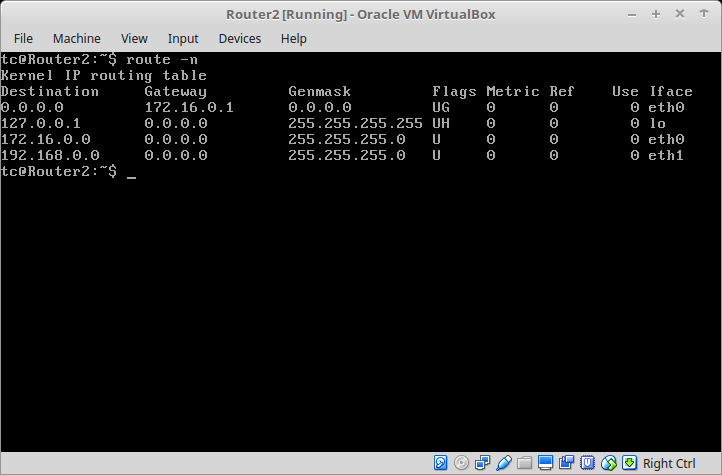 Router2 [Running] - Oracle VM VirtualBox
File Machine View Input Devices Help
tc@Router2:~$ route -n
Kernel IP routing table
Destination Gateway Genmask Flags Metric Ref Use Iface
0.0.0.0 172.16.0.1 0.0.0.0 UG 0 0 0 eth0
127.0.0.1 0.0.0.0 255.255.255.255 UH 0 0 0 lo
172.16.0.0 0.0.0.0 255.255.255.0 U 0 0 0 eth0
192.168.0.0 0.0.0.0 255.255.255.0 U 0 0 0 eth1
tc@Router2:~$ _
Right Ctrl